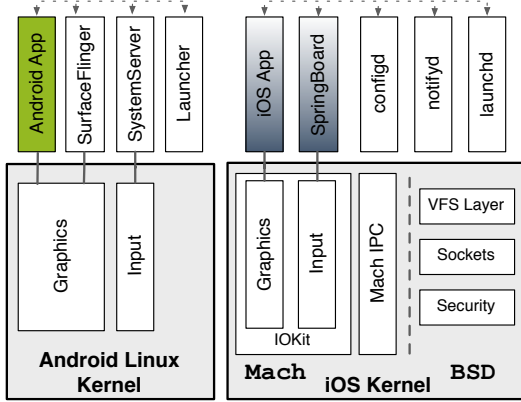 Android App
SurfaceFlinger
SystemServer
Launcher
Graphics
Input
Android Linux
Kernel
iOS App
SpringBoard
configd
notifyd
launchd
Graphics
Input
IOKit
Mach IPC
VFS Layer
Sockets
Security
Mach
BSD
iOS Kernel